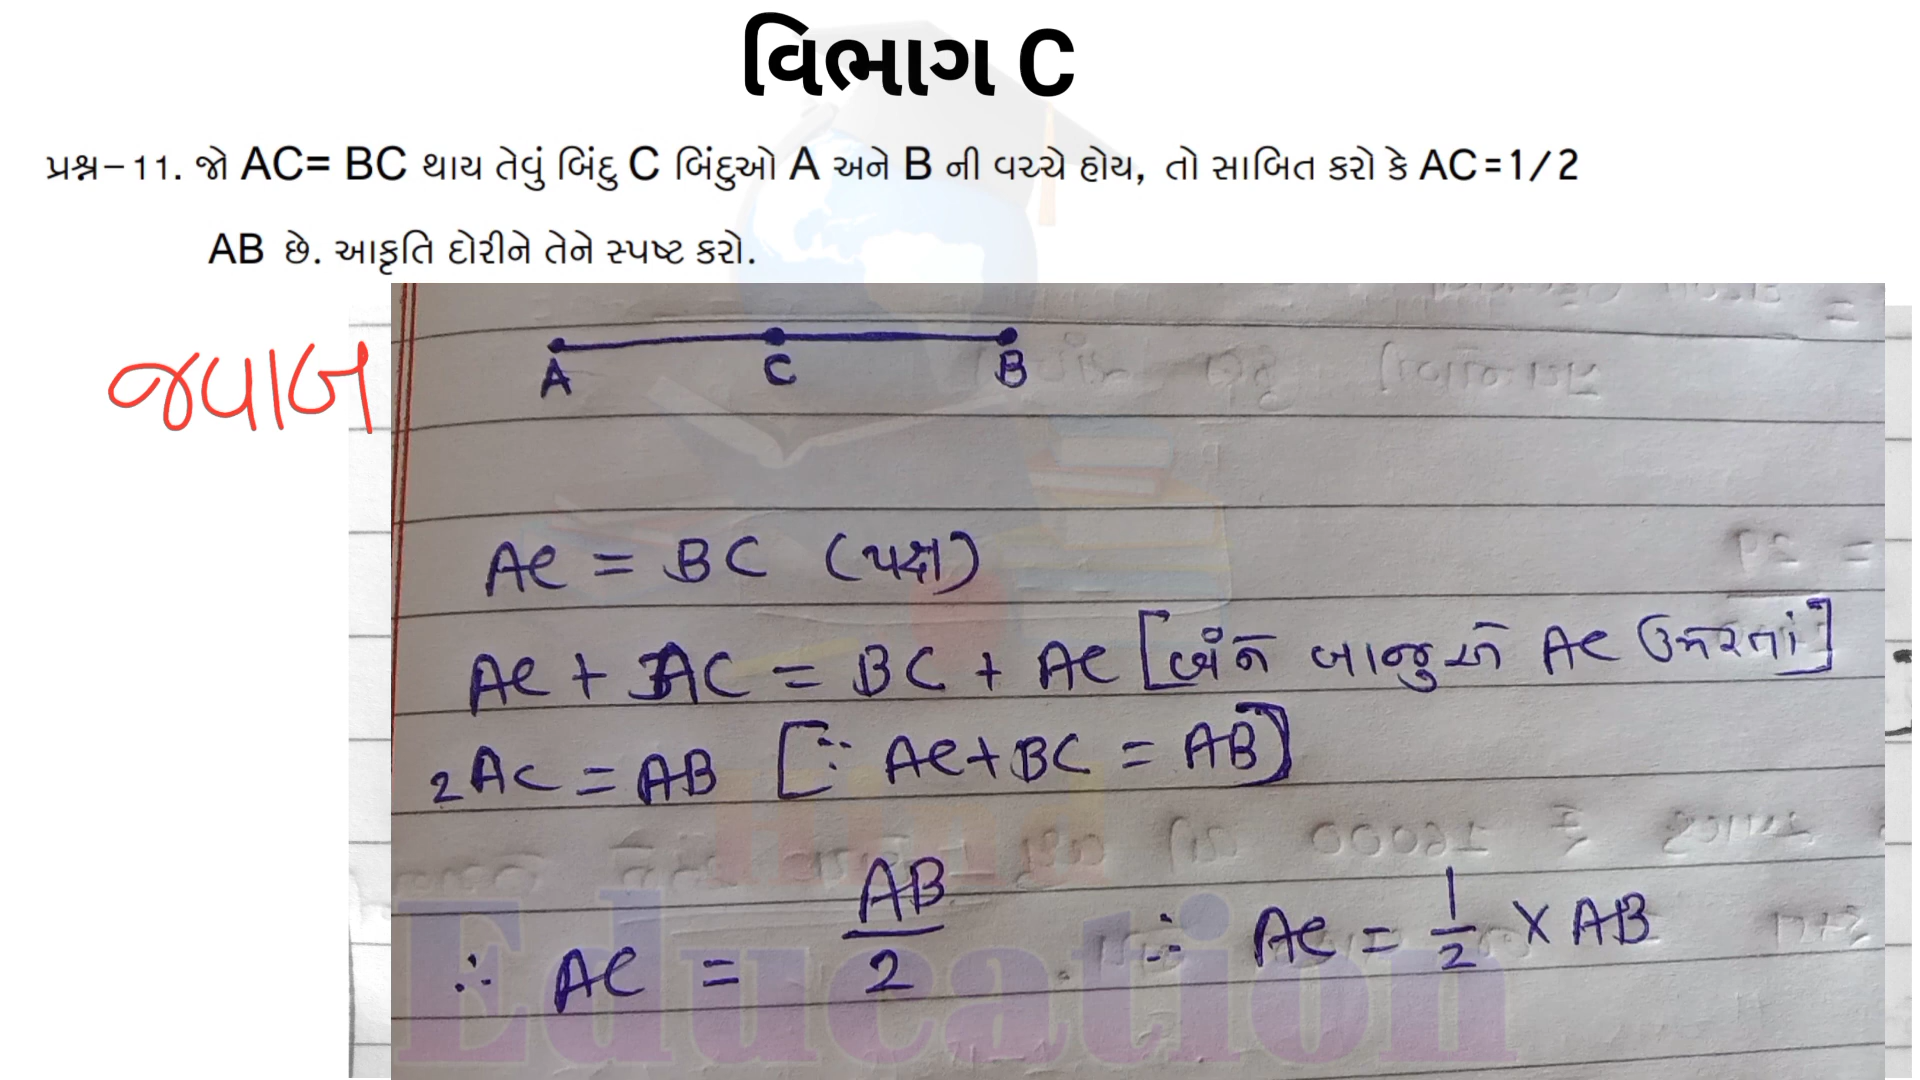 વિભાગ C
પ્રશ્ન-11. જો AC= BC થાય તેવું બિંદુ C બિંદુઓ A અને B ની વચ્ચે હોય, તો સાબિત કરો કે AC=1/2
AB છે. આકૃતિ દોરીને તેને સ્પષ્ટ કરો.
જવાબ
A C B
AC = BC (પક્ષ)
AC + AC = BC + AC [બંને બાજુએ AC ઉમેરતાં]
2AC = AB [∵ AC+BC = AB]
∴ AC = AB/2 ∴ AC = 1/2 × AB
Hind
Education